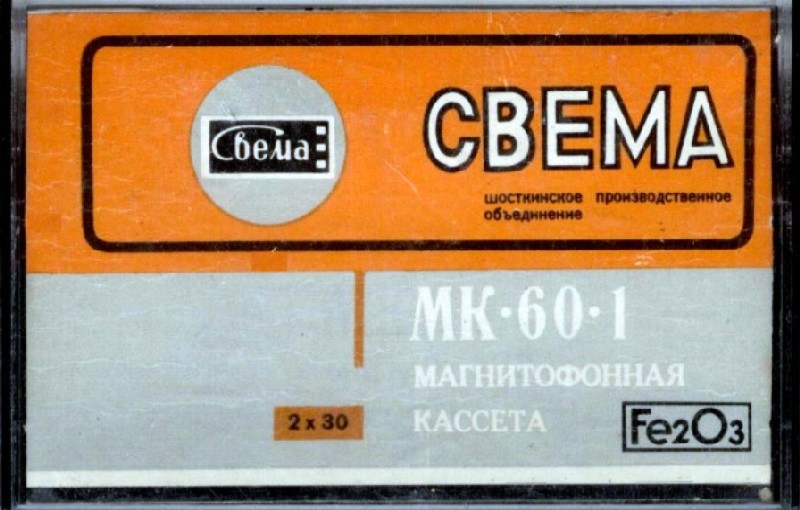 Свема
СВЕМА
шосткинское производственное
объединение
МК·60·1
МАГНИТОФОННАЯ
КАССЕТА
2 x 30
Fe2O3